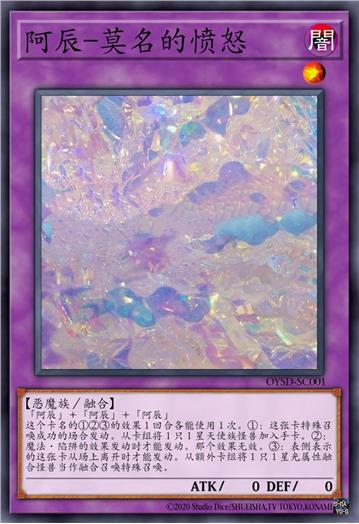 阿辰-莫名的愤怒
闇
ATK/ 0 DEF/ 0
OYSD-SC001
【恶魔族／融合】
「阿辰」+「阿辰」+「阿辰」
这个卡名的①②③的效果1回合各能使用1次。①：这张卡特殊召
唤成功的场合发动。从卡组将1只1星天使族怪兽加入手卡。②：
魔法·陷阱的效果发动时才能发动。那个效果无效。③：表侧表示
的这张卡从场上离开时才能发动。从额外卡组将1只1星光属性融
合怪兽当作融合召唤特殊召唤。
©2020 Studio Dice/SHUEISHA,TV TOKYO,KONAMI